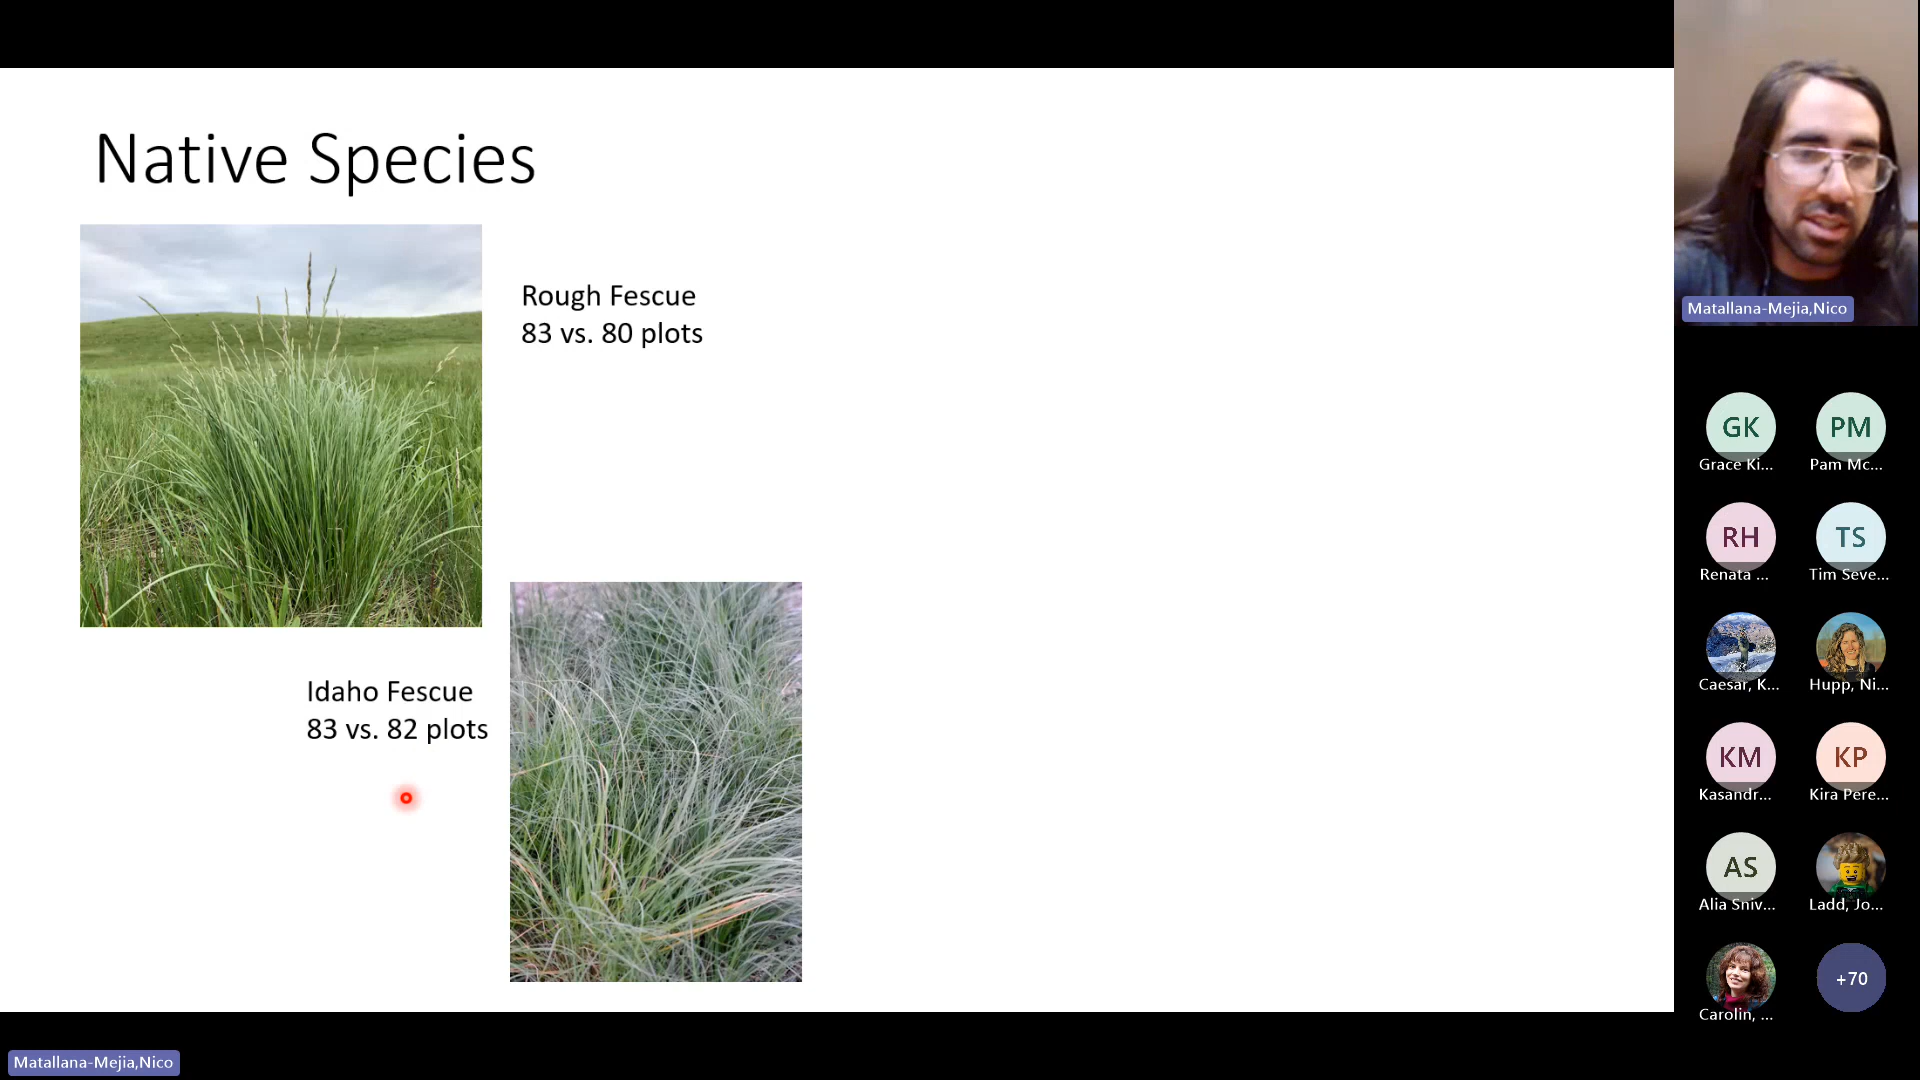 Native Species
Rough Fescue
83 vs. 80 plots
Idaho Fescue
83 vs. 82 plots
Matallana-Mejia,Nico
GK
PM
Grace Ki...
Pam Mc...
RH
TS
Renata ...
Tim Seve...
Caesar, K...
Hupp, Ni...
KM
KP
Kasandr...
Kira Pere...
AS
Alia Sniv...
Ladd, Jo...
+70
Carolin, ...
Matallana-Mejia,Nico